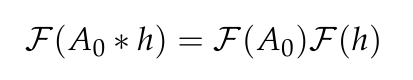 ℱ(A₀ ∗ h) = ℱ(A₀)ℱ(h)